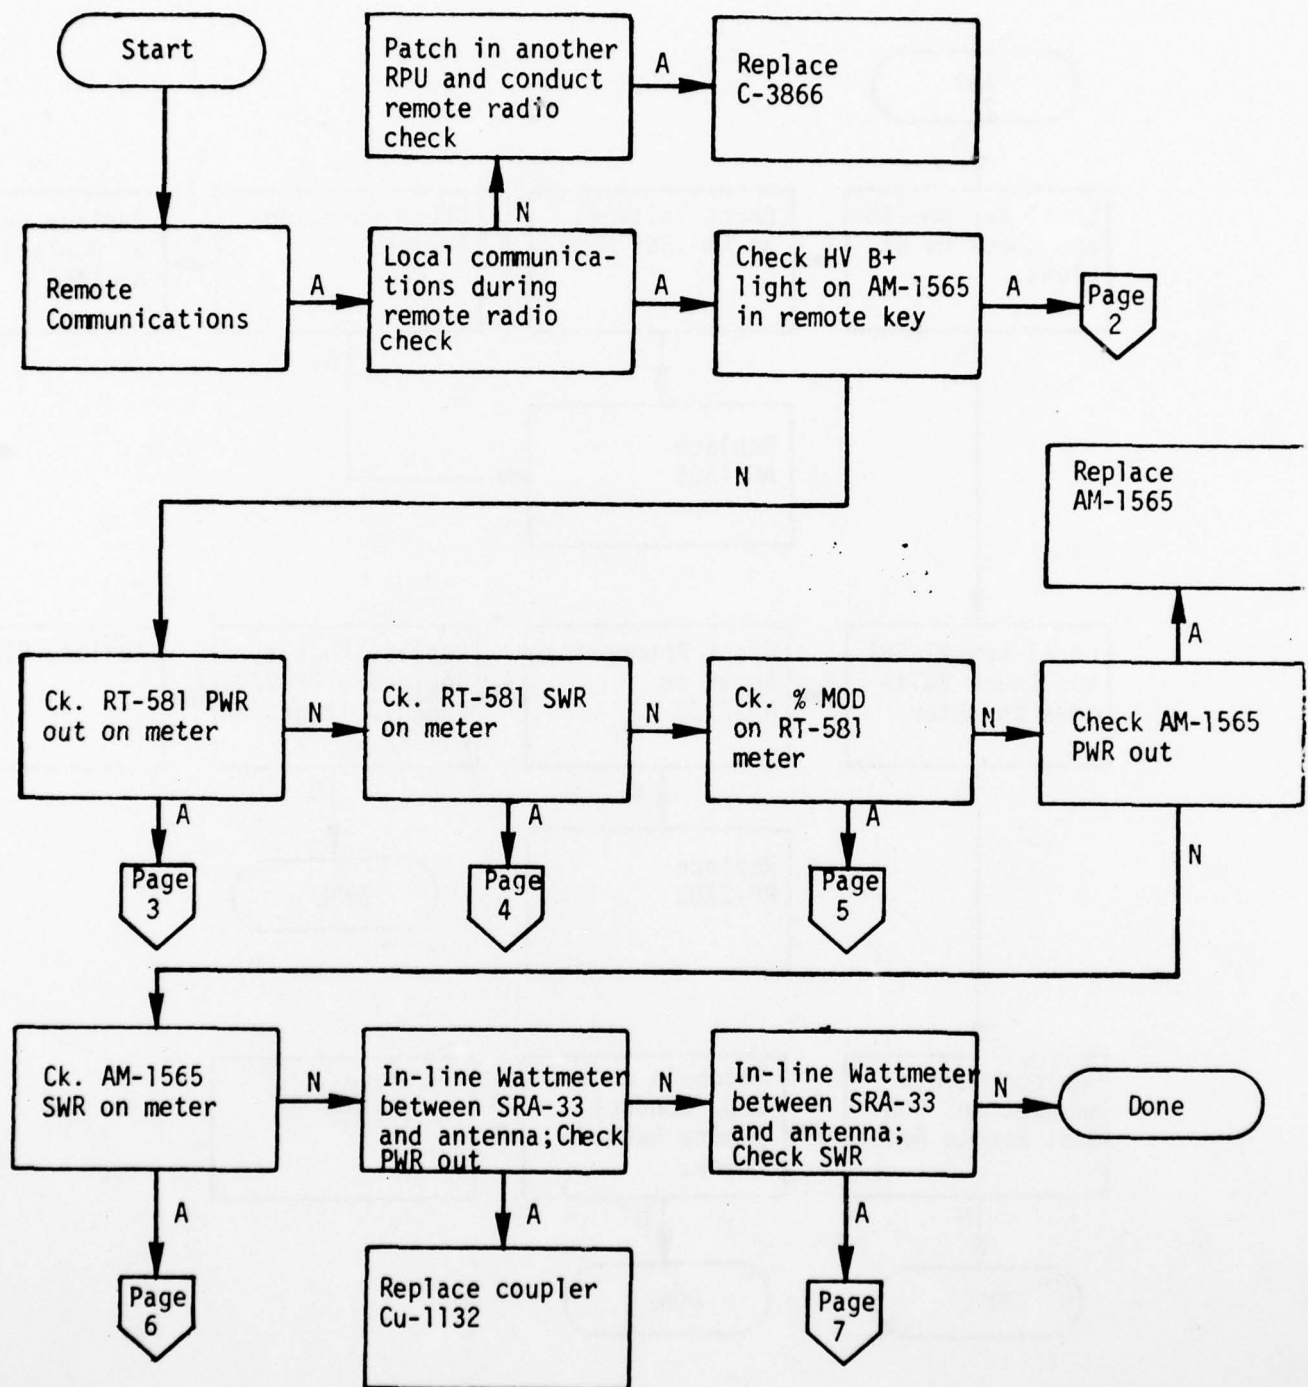 Start
Patch in another
RPU and conduct
remote radio
check
A
Replace
C-3866
N
Remote
Communications
A
Local communica-
tions during
remote radio
check
A
Check HV B+
light on AM-1565
in remote key
A
Page
2
N
Replace
AM-1565
A
Ck. RT-581 PWR
out on meter
N
Ck. RT-581 SWR
on meter
N
Ck. % MOD
on RT-581
meter
N
Check AM-1565
PWR out
A
Page
3
A
Page
4
A
Page
5
N
Ck. AM-1565
SWR on meter
N
In-line Wattmeter
between SRA-33
and antenna;Check
PWR out
N
In-line Wattmeter
between SRA-33
and antenna;
Check SWR
N
Done
A
Page
6
A
Replace coupler
Cu-1132
A
Page
7